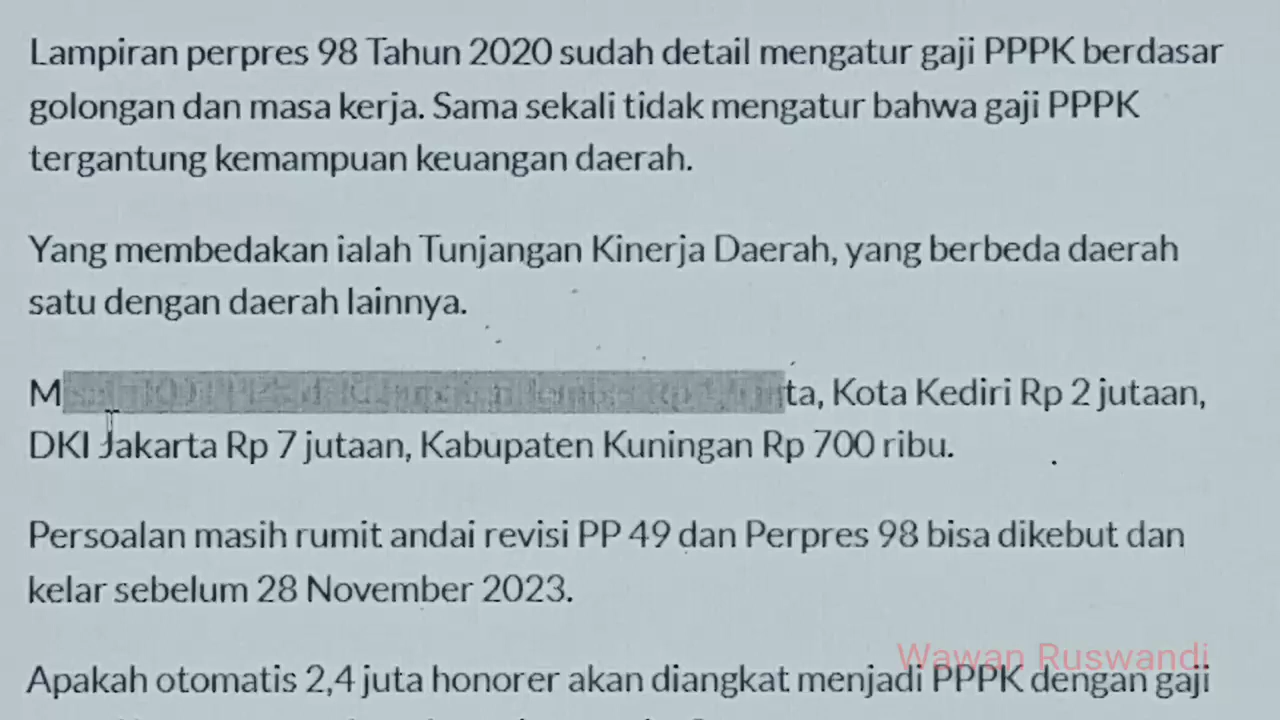 Lampiran perpres 98 Tahun 2020 sudah detail mengatur gaji PPPK berdasar
golongan dan masa kerja. Sama sekali tidak mengatur bahwa gaji PPPK
tergantung kemampuan keuangan daerah.
Yang membedakan ialah Tunjangan Kinerja Daerah, yang berbeda daerah
satu dengan daerah lainnya.
ta, Kota Kediri Rp 2 jutaan,
DKI Jakarta Rp 7 jutaan, Kabupaten Kuningan Rp 700 ribu.
Persoalan masih rumit andai revisi PP 49 dan Perpres 98 bisa dikebut dan
kelar sebelum 28 November 2023.
Wawan Ruswandi
Apakah otomatis 2,4 juta honorer akan diangkat menjadi PPPK dengan gaji